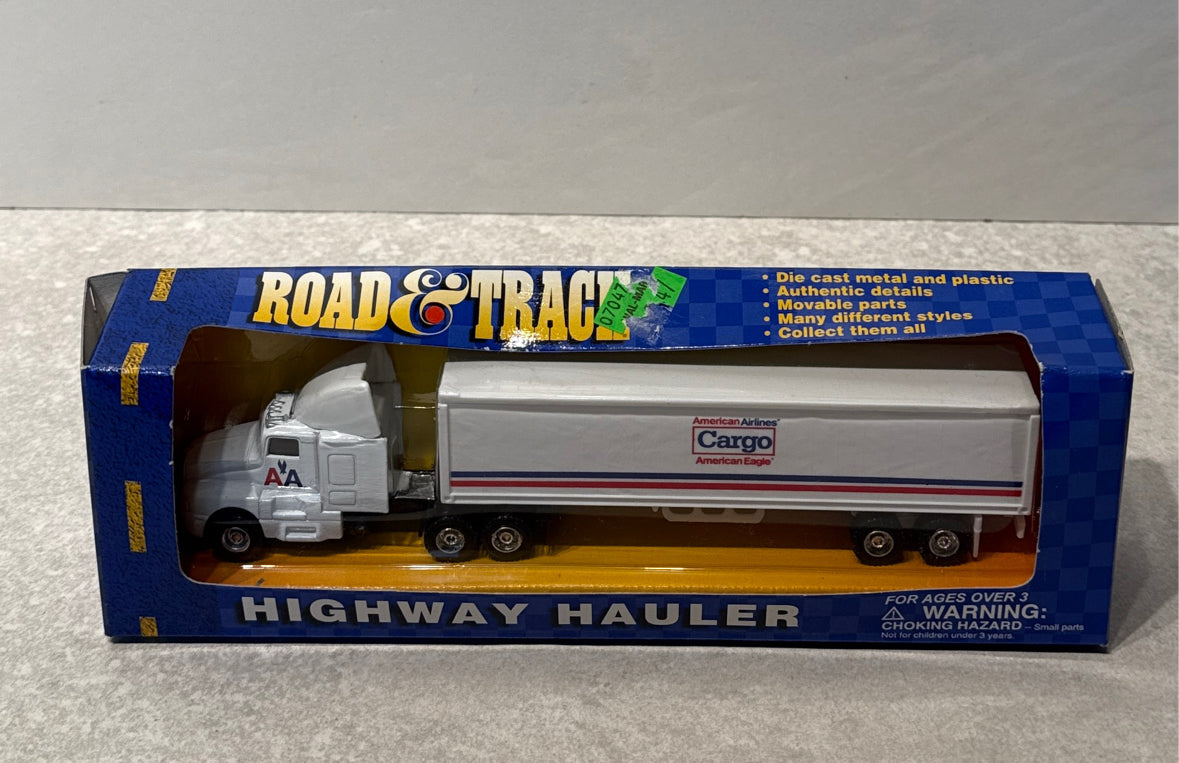 ROAD & TRACK
07047
WAL-MART
• Die cast metal and plastic
• Authentic details
• Movable parts
• Many different styles
• Collect them all
American Airlines®
Cargo
American Eagle®
AA
HIGHWAY HAULER
FOR AGES OVER 3
⚠ WARNING:
CHOKING HAZARD – Small parts
Not for children under 3 years.